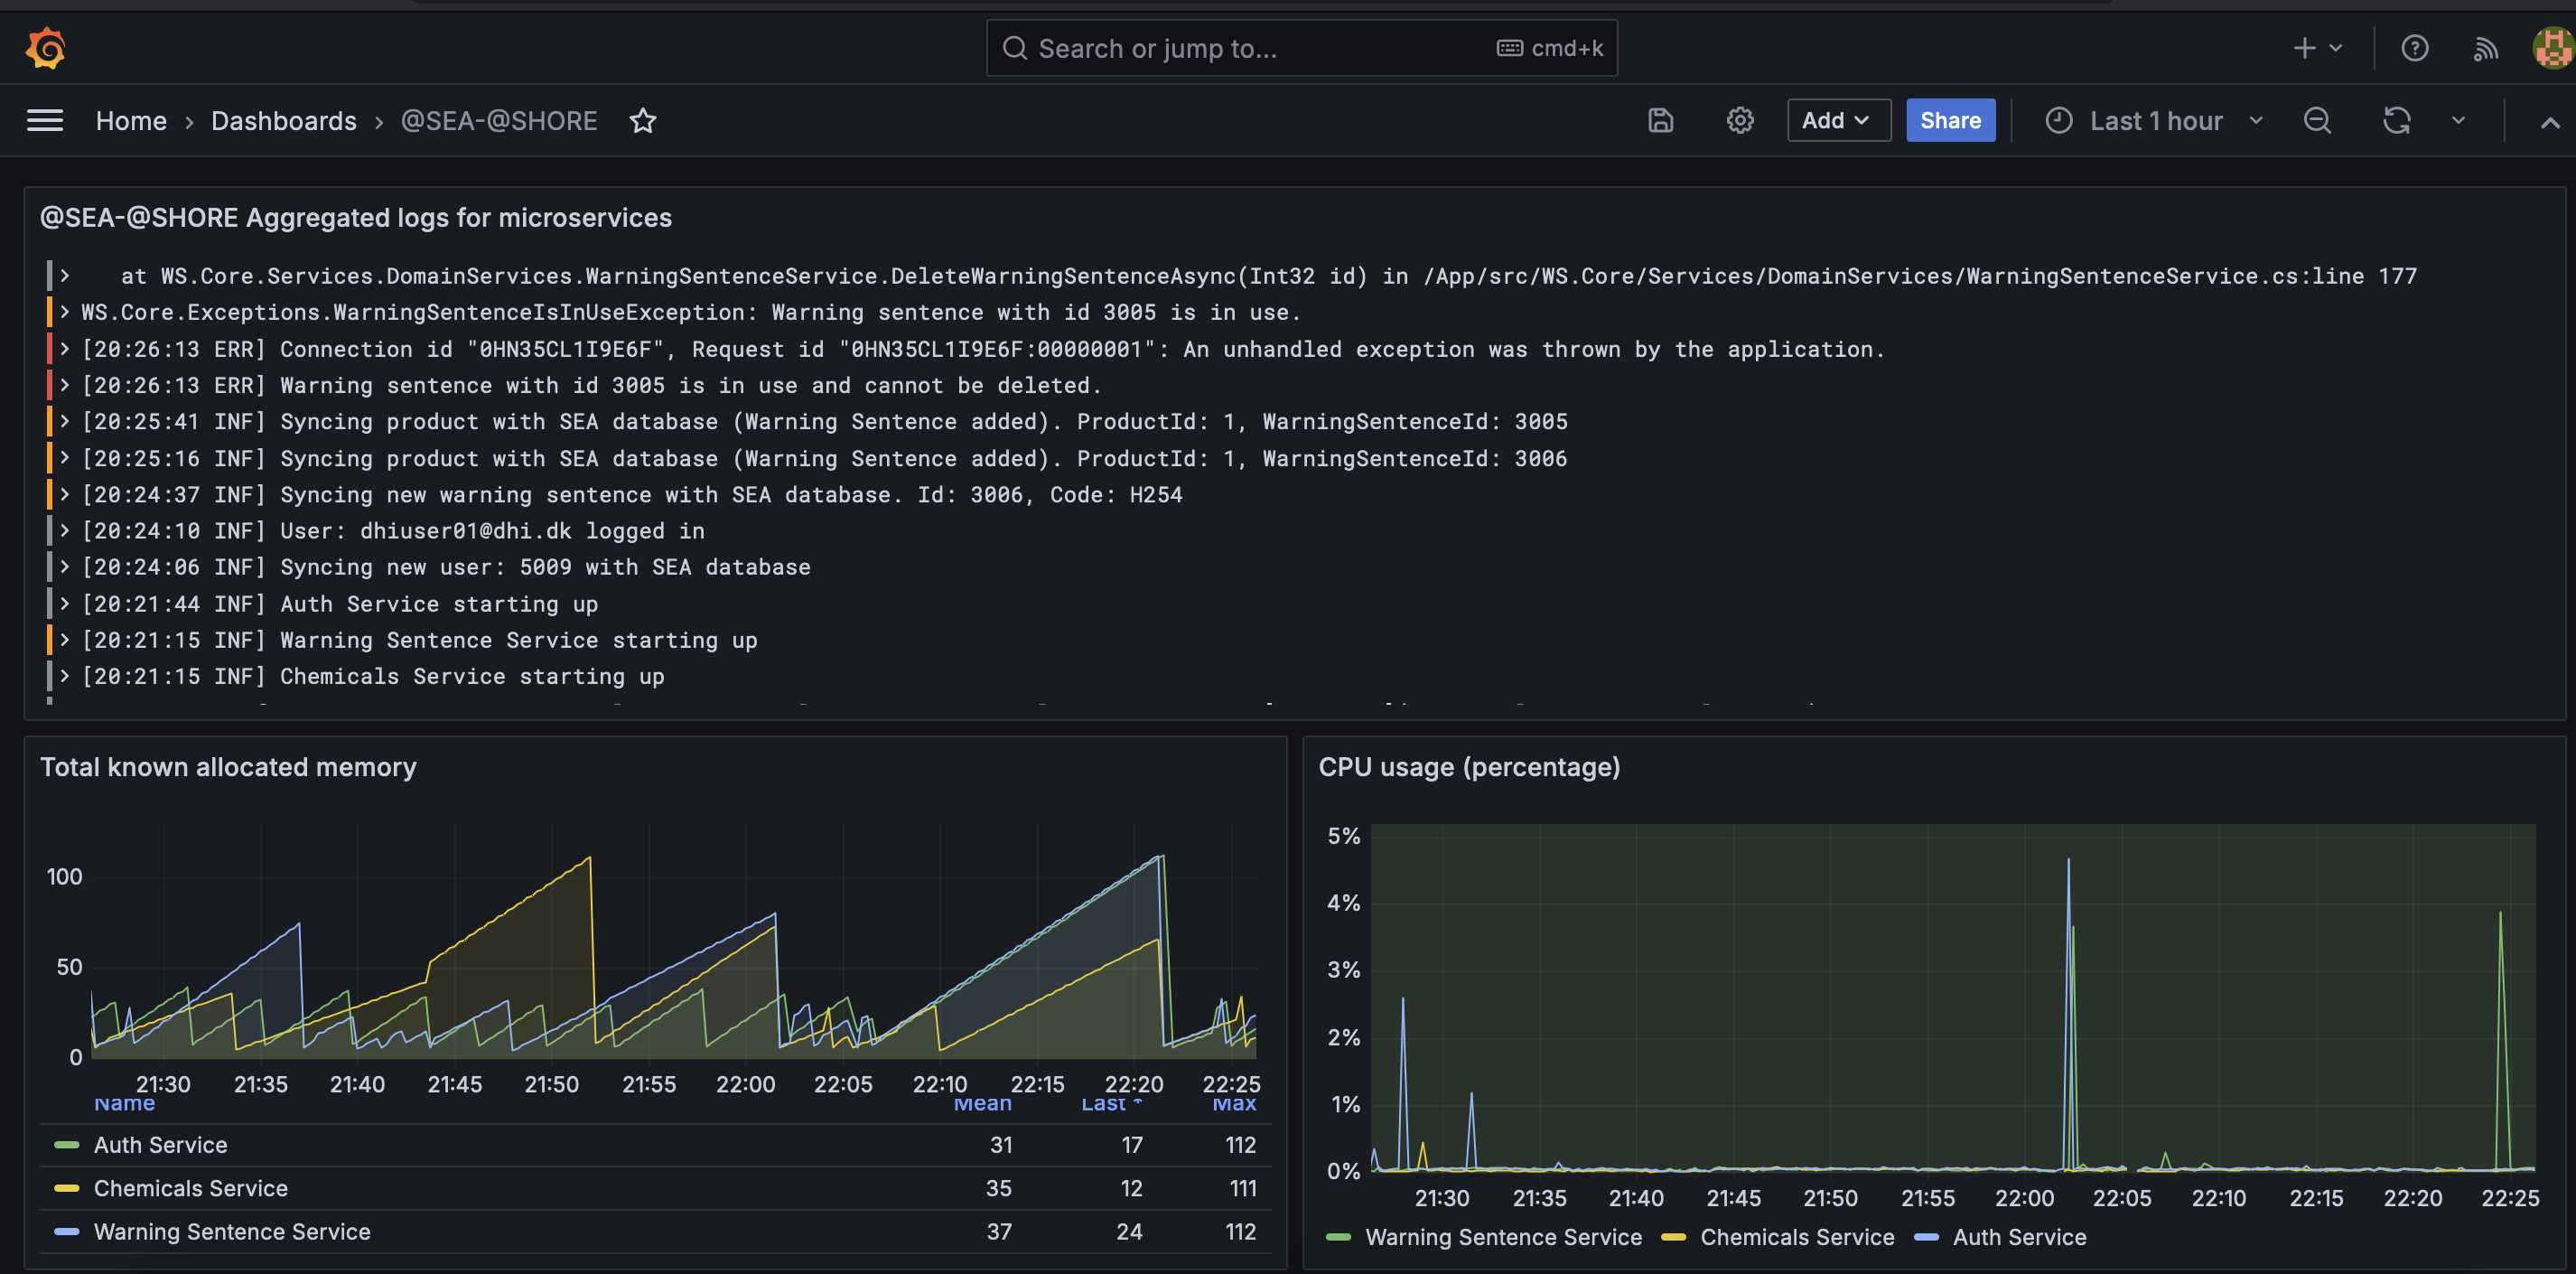 Search or jump to... cmd+k
Home › Dashboards › @SEA-@SHORE Add Share Last 1 hour
@SEA-@SHORE Aggregated logs for microservices
at WS.Core.Services.DomainServices.WarningSentenceService.DeleteWarningSentenceAsync(Int32 id) in /App/src/WS.Core/Services/DomainServices/WarningSentenceService.cs:line 177
WS.Core.Exceptions.WarningSentenceIsInUseException: Warning sentence with id 3005 is in use.
[20:26:13 ERR] Connection id "0HN35CL1I9E6F", Request id "0HN35CL1I9E6F:00000001": An unhandled exception was thrown by the application.
[20:26:13 ERR] Warning sentence with id 3005 is in use and cannot be deleted.
[20:25:41 INF] Syncing product with SEA database (Warning Sentence added). ProductId: 1, WarningSentenceId: 3005
[20:25:16 INF] Syncing product with SEA database (Warning Sentence added). ProductId: 1, WarningSentenceId: 3006
[20:24:37 INF] Syncing new warning sentence with SEA database. Id: 3006, Code: H254
[20:24:10 INF] User: dhiuser01@dhi.dk logged in
[20:24:06 INF] Syncing new user: 5009 with SEA database
[20:21:44 INF] Auth Service starting up
[20:21:15 INF] Warning Sentence Service starting up
[20:21:15 INF] Chemicals Service starting up
Total known allocated memory
100
50
0
21:30 21:35 21:40 21:45 21:50 21:55 22:00 22:05 22:10 22:15 22:20 22:25
Name Mean Last * Max
Auth Service 31 17 112
Chemicals Service 35 12 111
Warning Sentence Service 37 24 112
CPU usage (percentage)
5%
4%
3%
2%
1%
0%
21:30 21:35 21:40 21:45 21:50 21:55 22:00 22:05 22:10 22:15 22:20 22:25
Warning Sentence Service Chemicals Service Auth Service